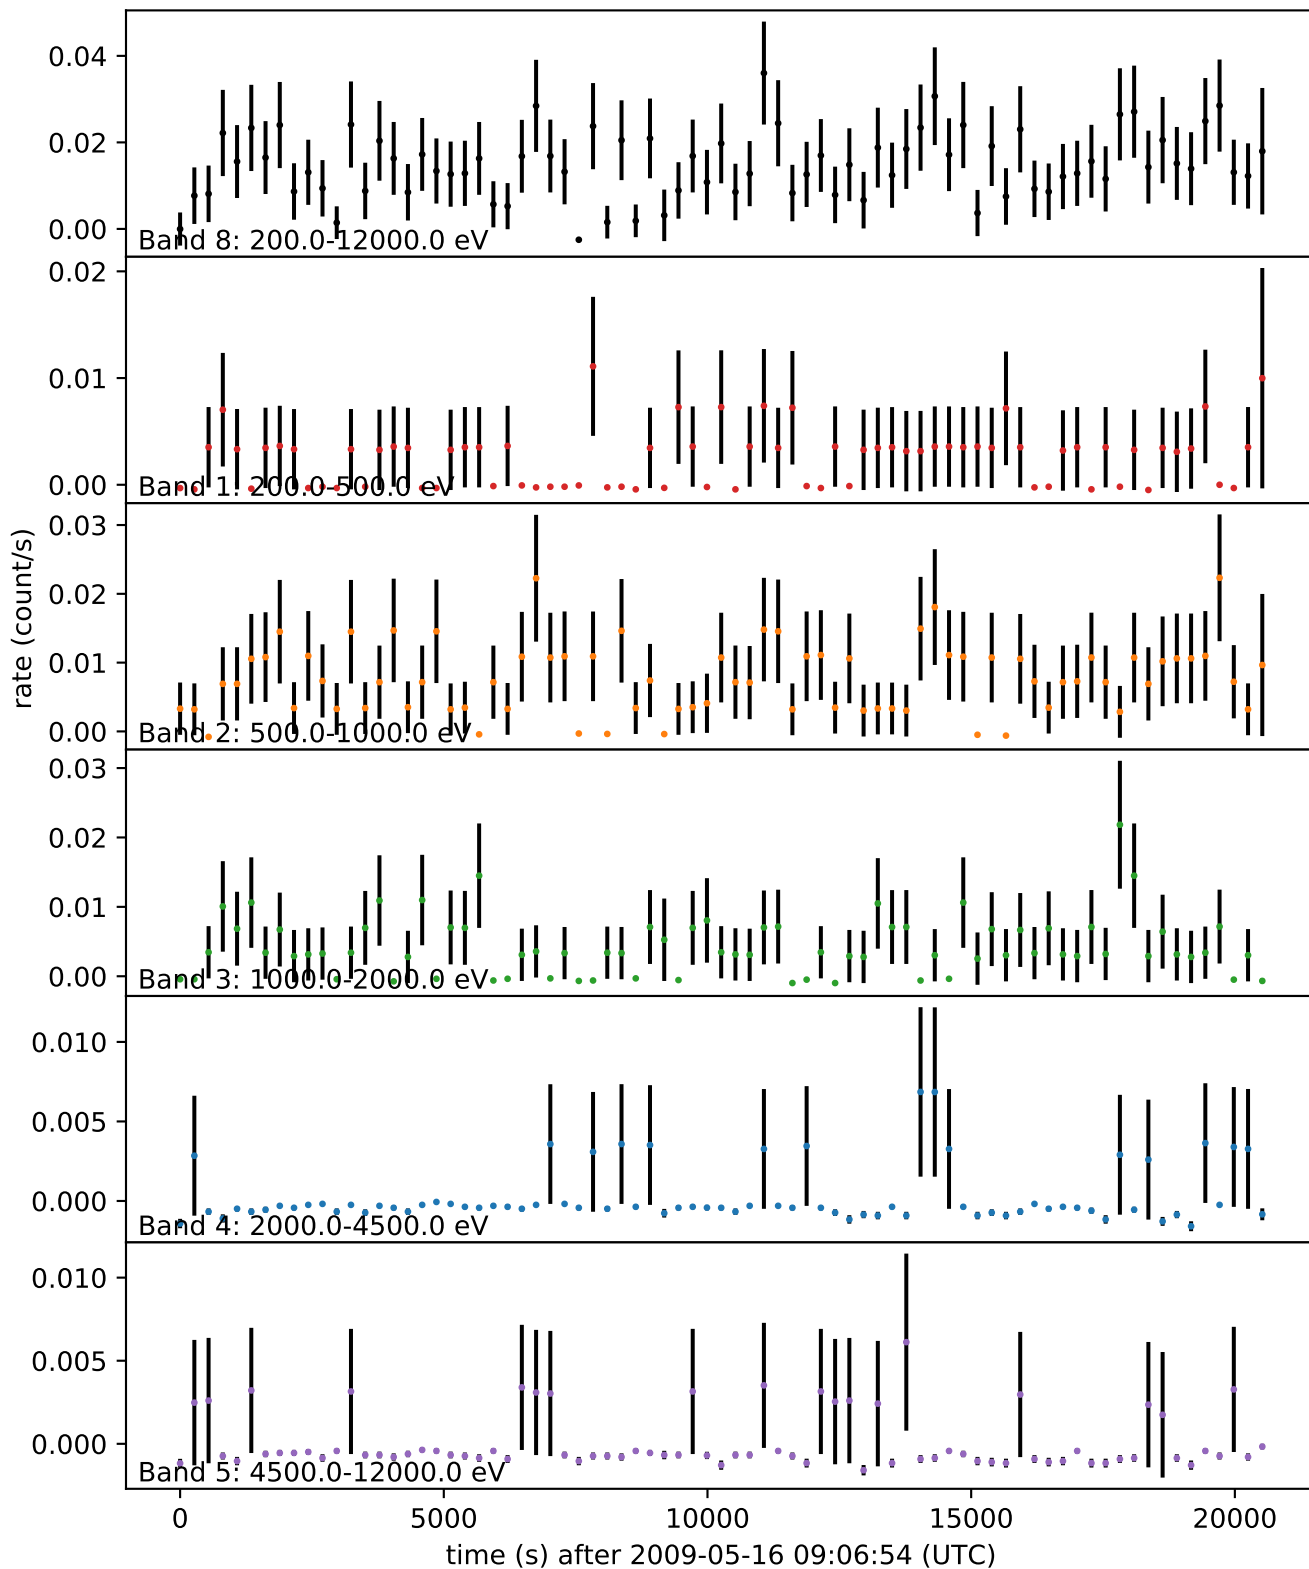 0.04
0.02
0.00
Band 8: 200.0-12000.0 eV
0.02
0.01
0.00
Band 1: 200.0-500.0 eV
0.03
0.02
0.01
0.00
Band 2: 500.0-1000.0 eV
rate (count/s)
0.03
0.02
0.01
0.00
Band 3: 1000.0-2000.0 eV
0.010
0.005
0.000
Band 4: 2000.0-4500.0 eV
0.010
0.005
0.000
Band 5: 4500.0-12000.0 eV
0 5000 10000 15000 20000
time (s) after 2009-05-16 09:06:54 (UTC)